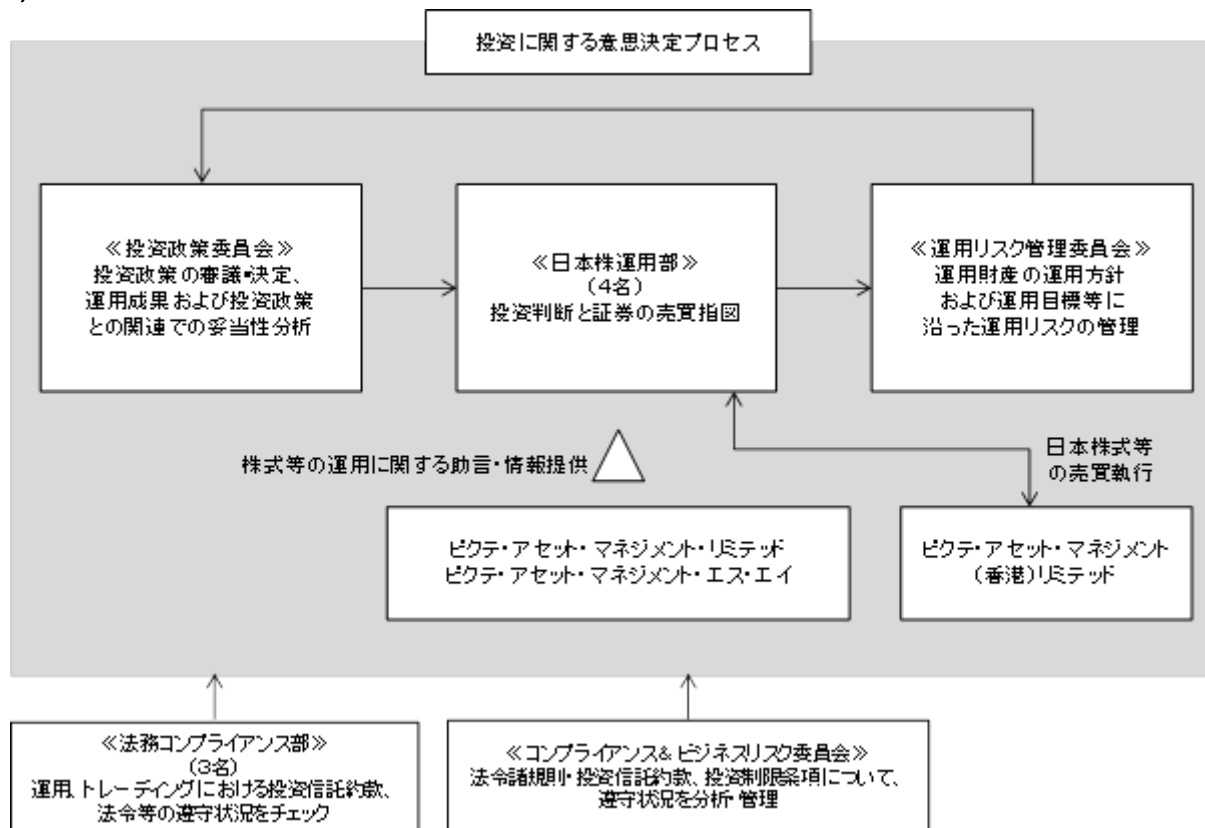 投資に関する意思決定プロセス
≪投資政策委員会≫
投資政策の審議・決定、
運用成果および投資政策
との関連での妥当性分析
≪日本株運用部≫
(4名)
投資判断と証券の売買指図
≪運用リスク管理委員会≫
運用財産の運用方針
および運用目標等に
沿った運用リスクの管理
株式等の運用に関する助言・情報提供
日本株式等
の売買執行
ピクテ・アセット・マネジメント・リミテッド
ピクテ・アセット・マネジメント・エス・エイ
ピクテ・アセット・マネジメント
(香港)リミテッド
≪法務コンプライアンス部≫
(3名)
運用、トレーディングにおける投資信託約款、
法令等の遵守状況をチェック
≪コンプライアンス&ビジネスリスク委員会≫
法令諸規則・投資信託約款、投資制限条項について、
遵守状況を分析・管理